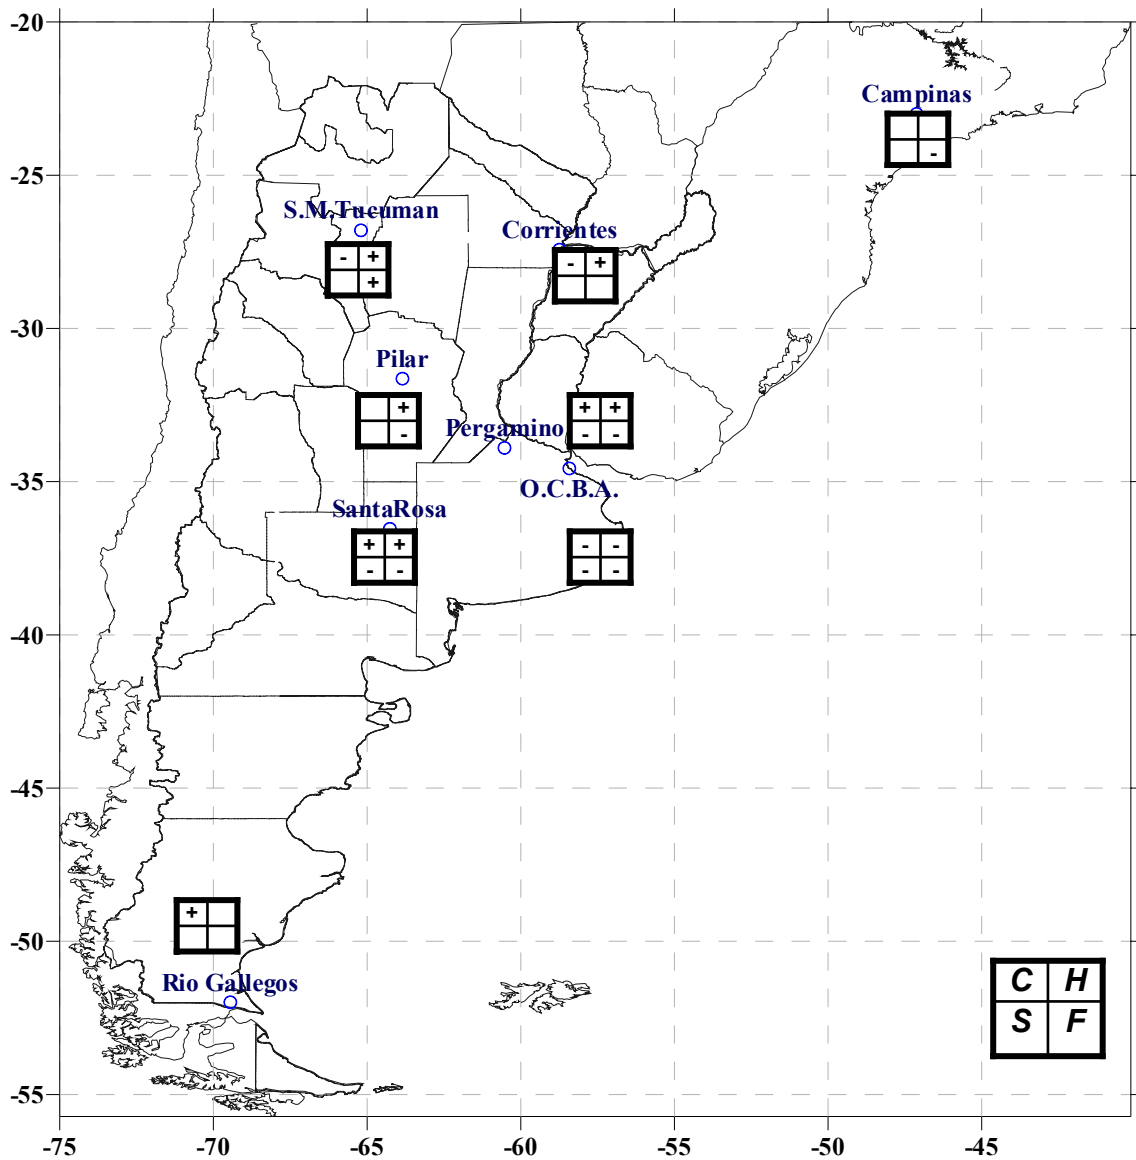 -20
Campinas
-
-25
S.M.Tucuman
Corrientes
- +
+
- +
-30
Pilar
+
-
+ +
- -
Pergamino
-35
O.C.B.A.
SantaRosa
+ +
- -
- -
- -
-40
-45
+
-50
Rio Gallegos
C H
S F
-55
-75 -70 -65 -60 -55 -50 -45